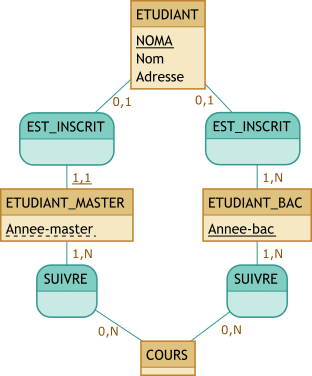 ETUDIANT
NOMA
Nom
Adresse
0,1
0,1
EST_INSCRIT
EST_INSCRIT
1,1
1,N
ETUDIANT_MASTER
ETUDIANT_BAC
Annee-master
Annee-bac
1,N
1,N
SUIVRE
SUIVRE
0,N
0,N
COURS